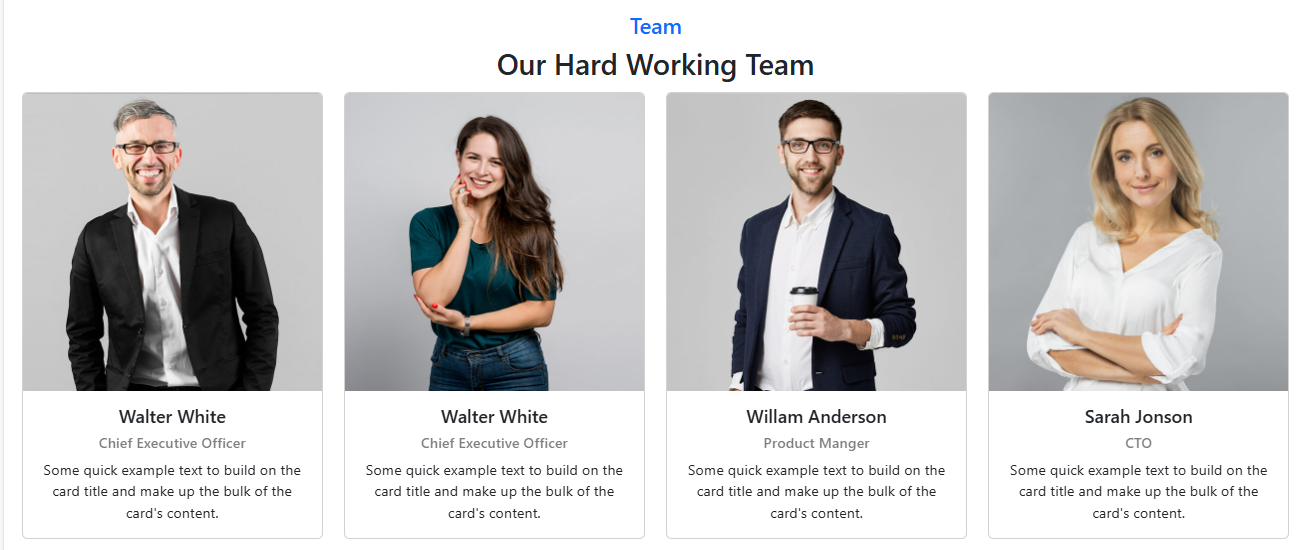 Team
Our Hard Working Team
Walter White
Chief Executive Officer
Some quick example text to build on the
card title and make up the bulk of the
card's content.
Walter White
Chief Executive Officer
Some quick example text to build on the
card title and make up the bulk of the
card's content.
Willam Anderson
Product Manger
Some quick example text to build on the
card title and make up the bulk of the
card's content.
Sarah Jonson
CTO
Some quick example text to build on the
card title and make up the bulk of the
card's content.